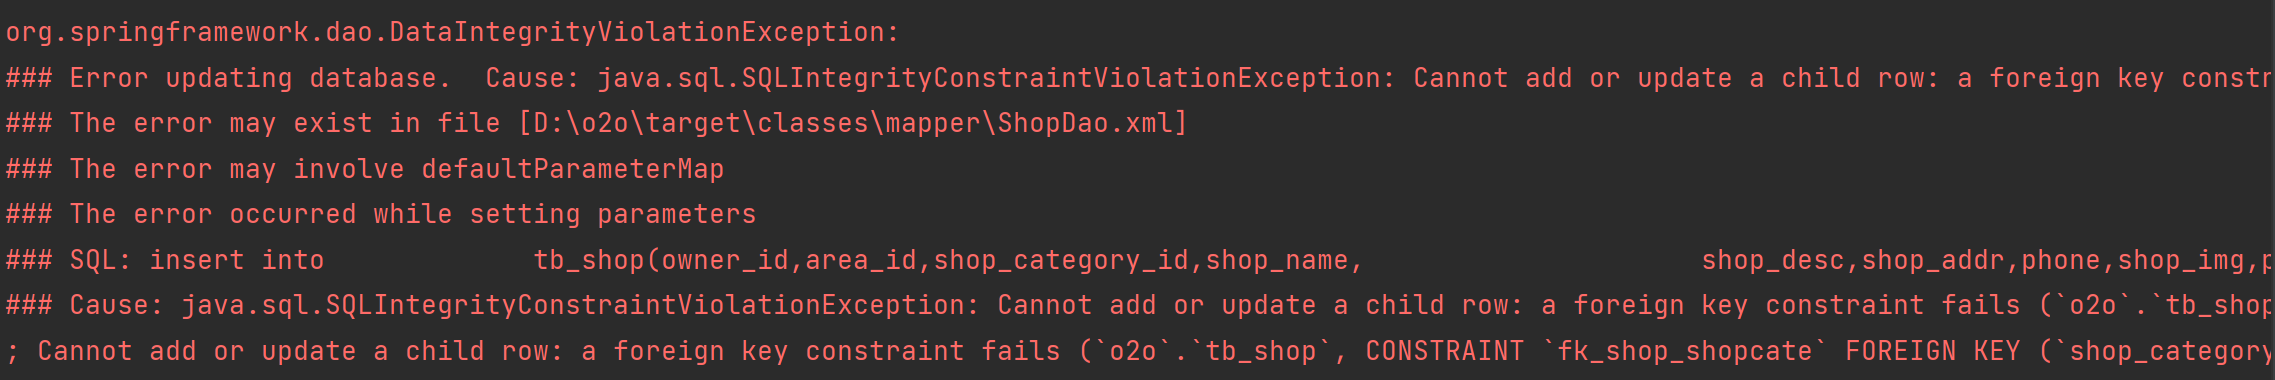 org.springframework.dao.DataIntegrityViolationException:
### Error updating database.  Cause: java.sql.SQLIntegrityConstraintViolationException: Cannot add or update a child row: a foreign key constr
### The error may exist in file [D:\o2o\target\classes\mapper\ShopDao.xml]
### The error may involve defaultParameterMap
### The error occurred while setting parameters
### SQL: insert into             tb_shop(owner_id,area_id,shop_category_id,shop_name,                     shop_desc,shop_addr,phone,shop_img,p
### Cause: java.sql.SQLIntegrityConstraintViolationException: Cannot add or update a child row: a foreign key constraint fails (`o2o`.`tb_shop
; Cannot add or update a child row: a foreign key constraint fails (`o2o`.`tb_shop`, CONSTRAINT `fk_shop_shopcate` FOREIGN KEY (`shop_category